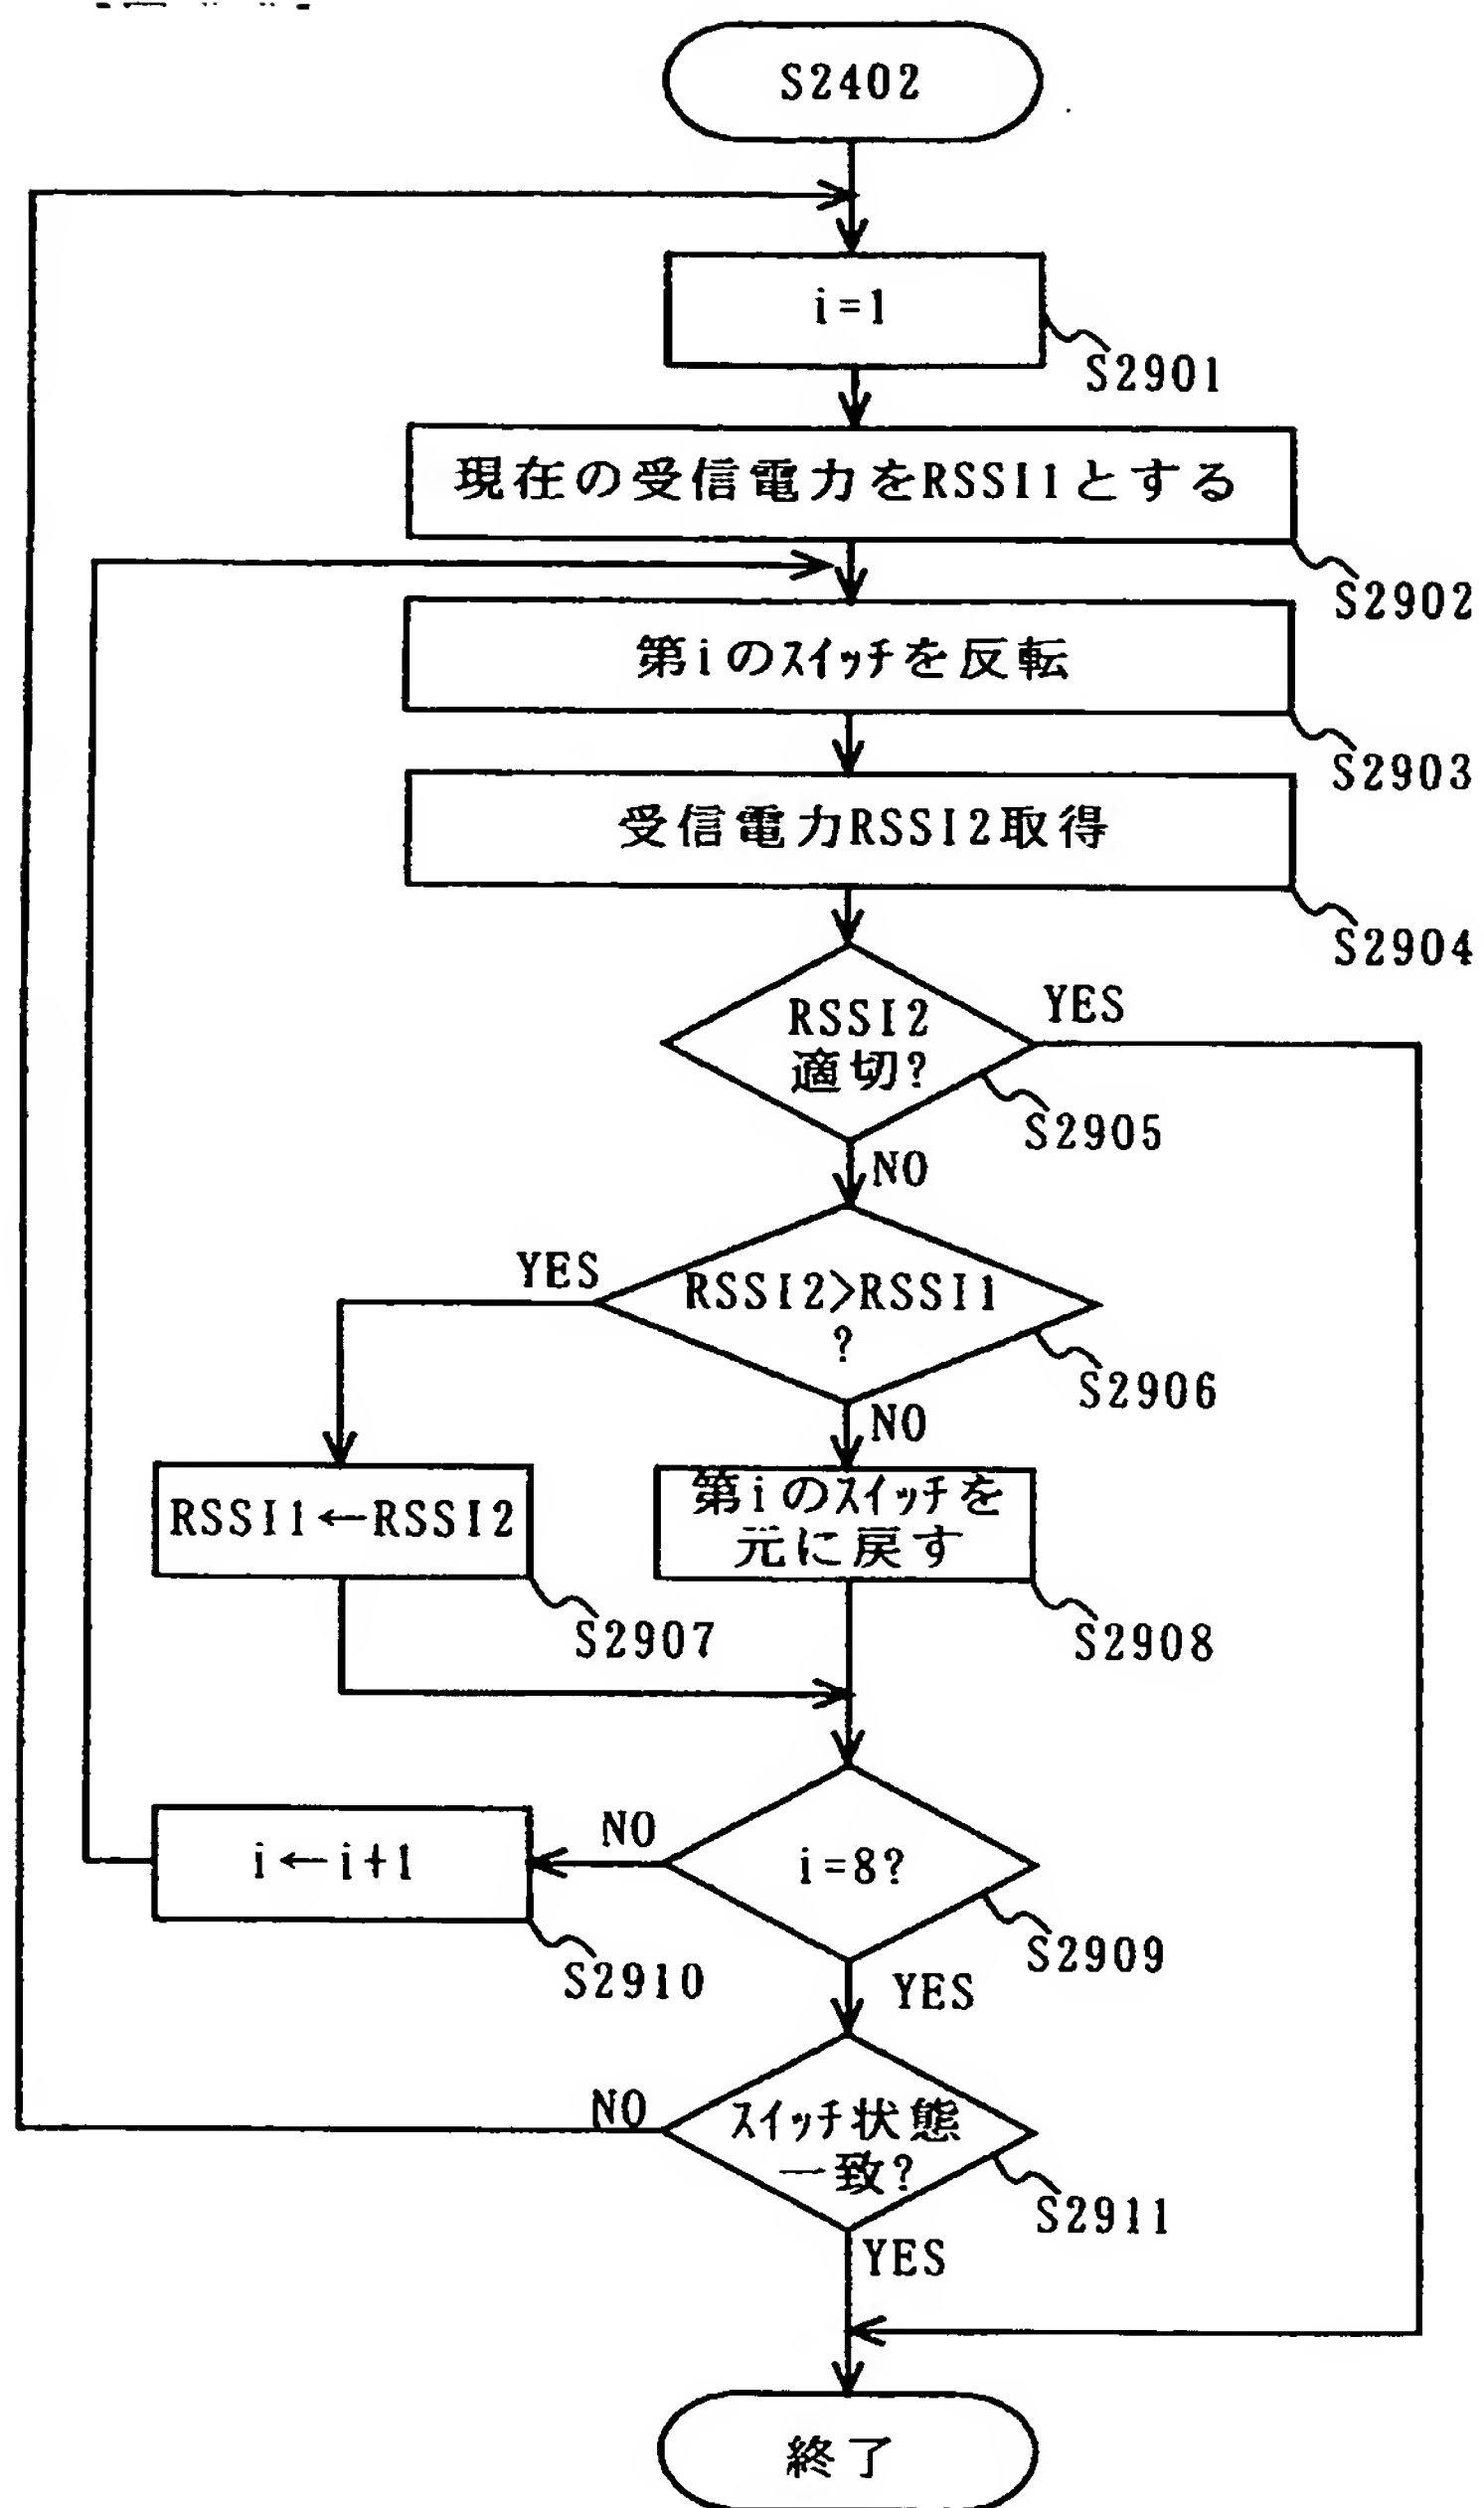 S2402
i=1
S2901
現在の受信電力をRSSI1とする
S2902
第iのスイッチを反転
S2903
受信電力RSSI2取得
S2904
RSSI2
適切?
YES
S2905
NO
YES
RSSI2>RSSI1
?
S2906
NO
RSSI1←RSSI2
S2907
第iのスイッチを
元に戻す
S2908
i=8?
NO
S2909
i←i+1
S2910
YES
NO
スイッチ状態
一致?
S2911
YES
終了